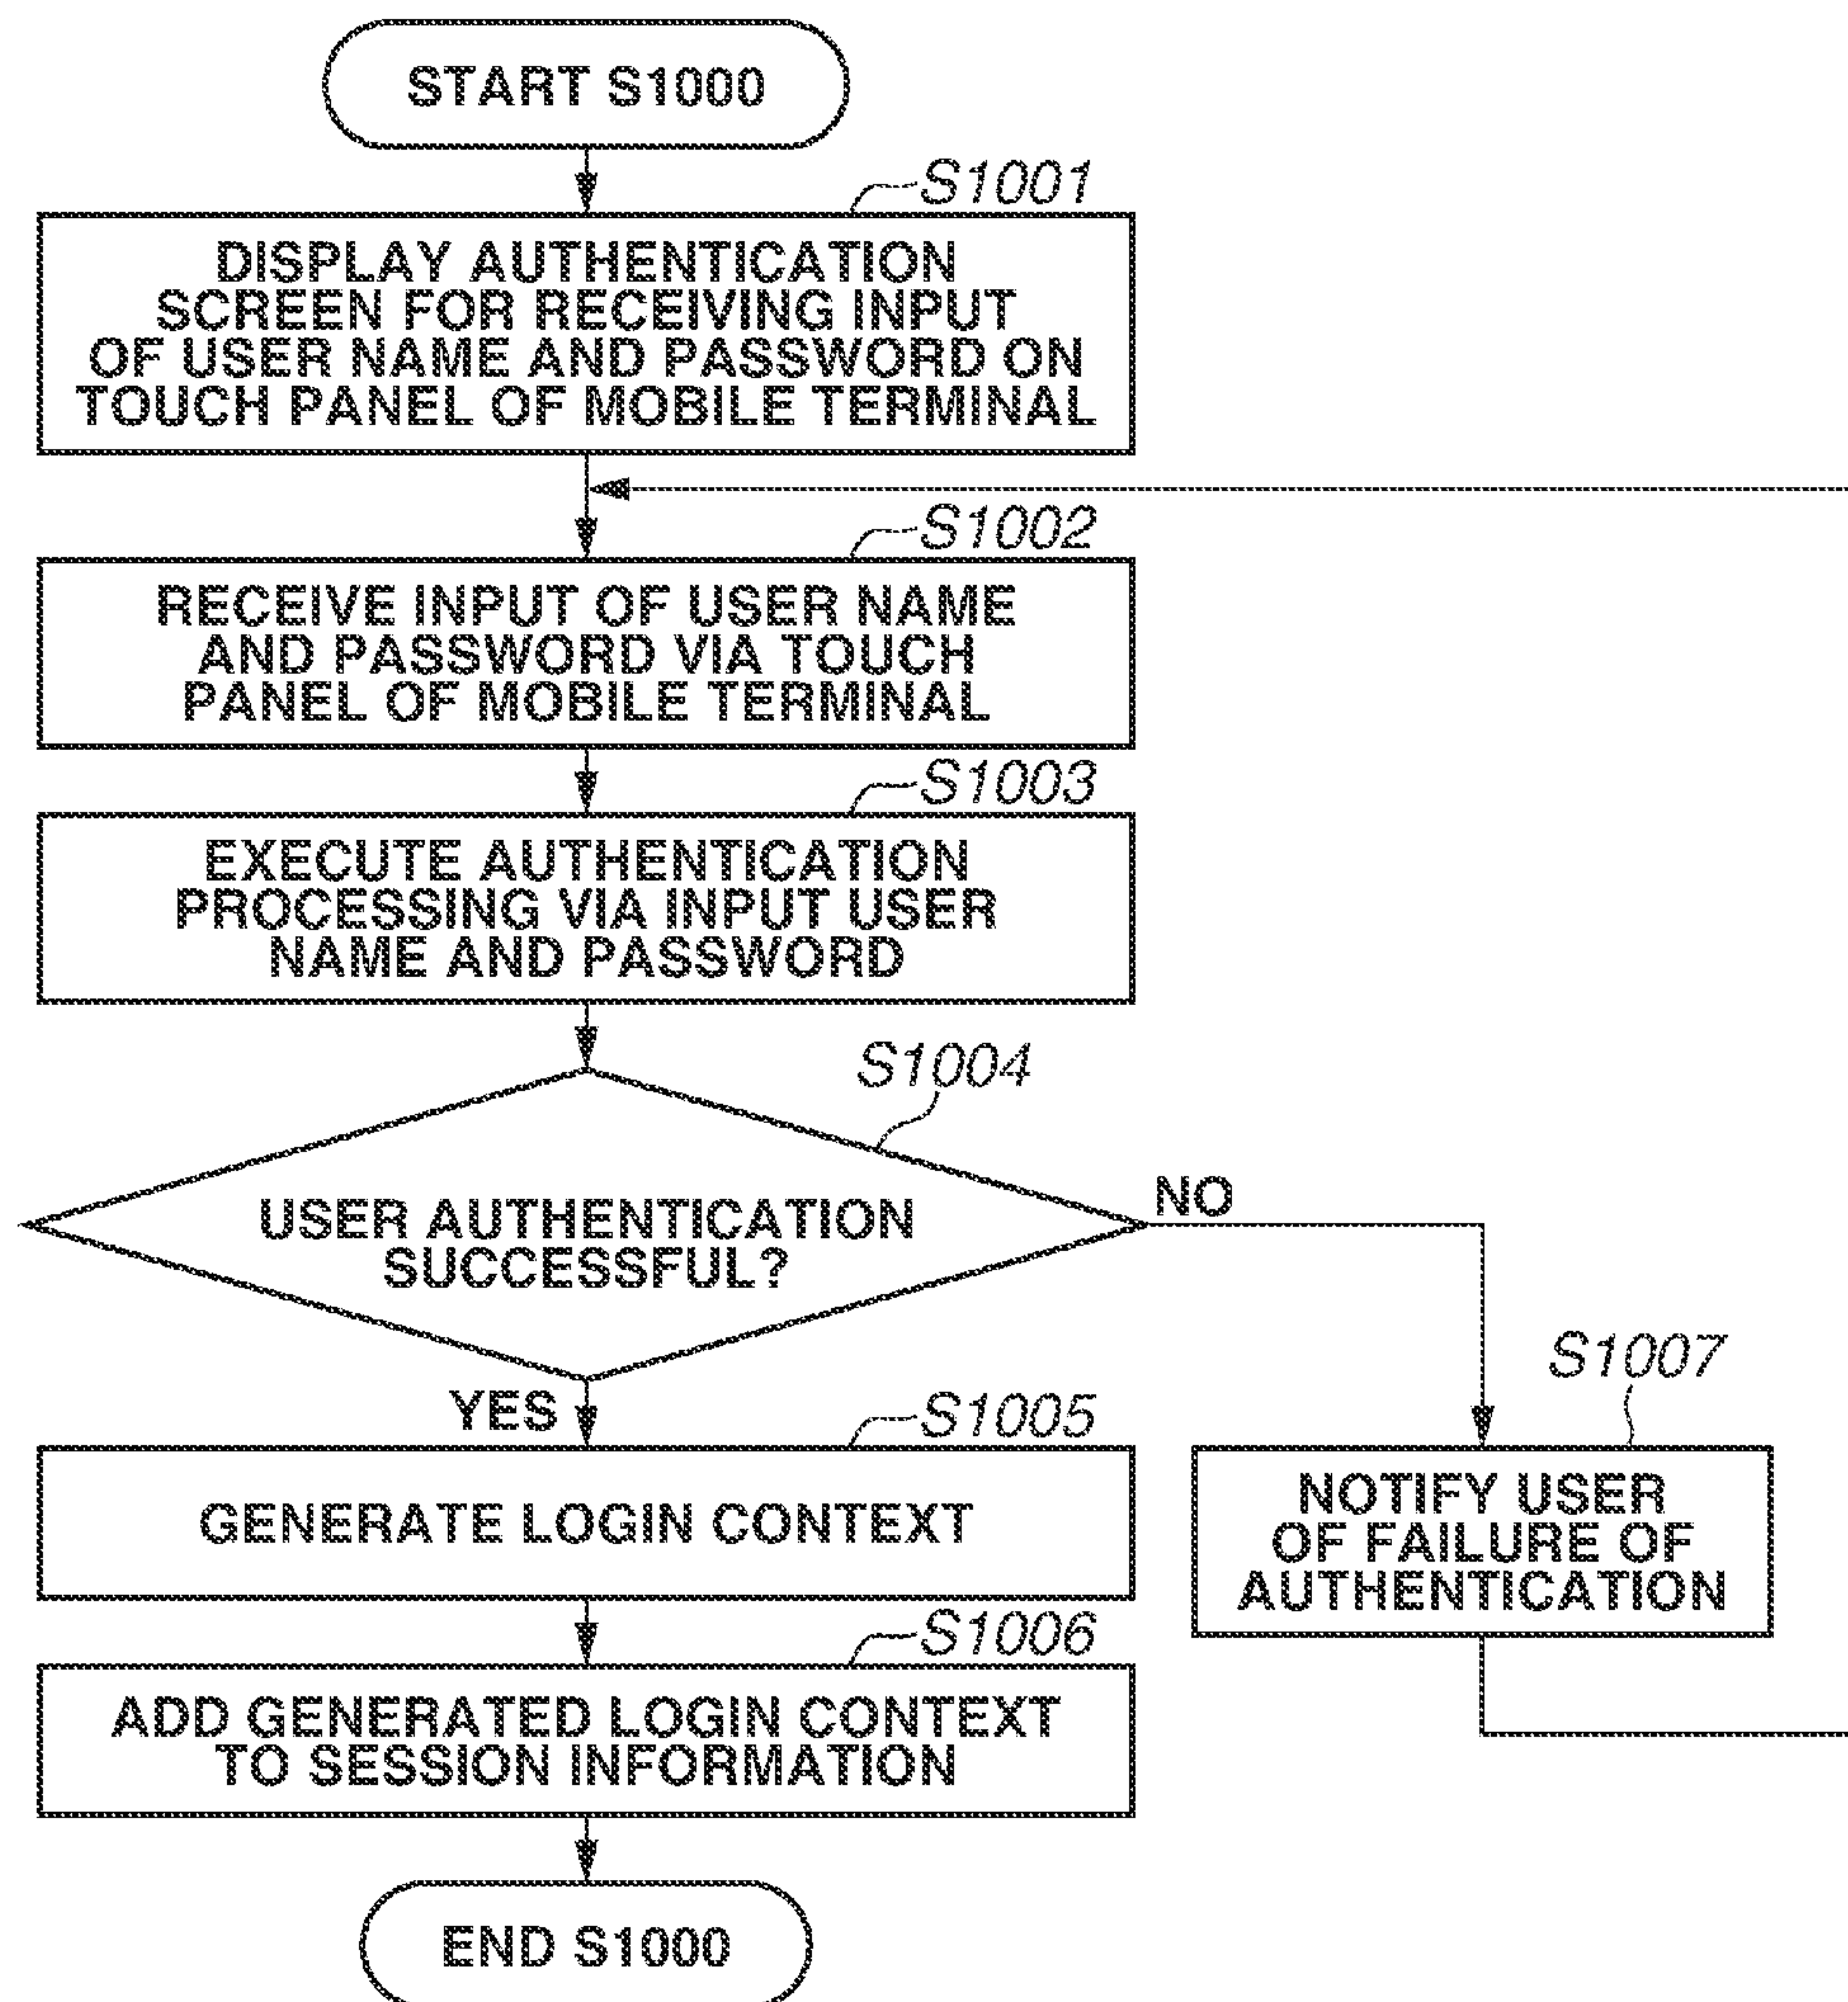 START S1000
S1001
DISPLAY AUTHENTICATION
SCREEN FOR RECEIVING INPUT
OF USER NAME AND PASSWORD ON
TOUCH PANEL OF MOBILE TERMINAL
S1002
RECEIVE INPUT OF USER NAME
AND PASSWORD VIA TOUCH
PANEL OF MOBILE TERMINAL
S1003
EXECUTE AUTHENTICATION
PROCESSING VIA INPUT USER
NAME AND PASSWORD
S1004
USER AUTHENTICATION
SUCCESSFUL?
NO
YES
S1005
GENERATE LOGIN CONTEXT
S1007
NOTIFY USER
OF FAILURE OF
AUTHENTICATION
S1006
ADD GENERATED LOGIN CONTEXT
TO SESSION INFORMATION
END S1000